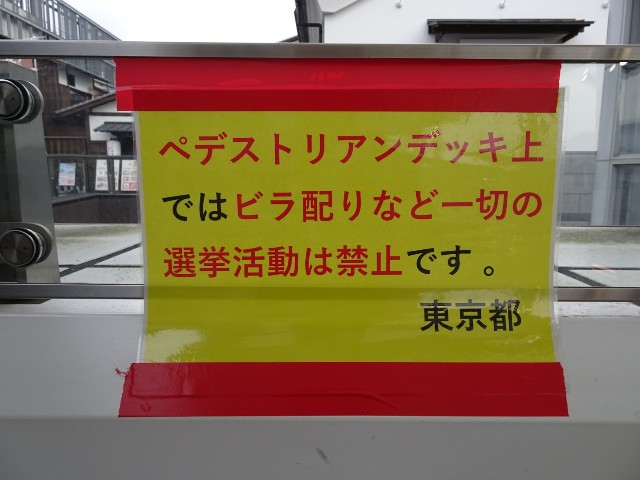 ペデストリアンデッキ上
ではビラ配りなど一切の
選挙活動は禁止です。
東京都